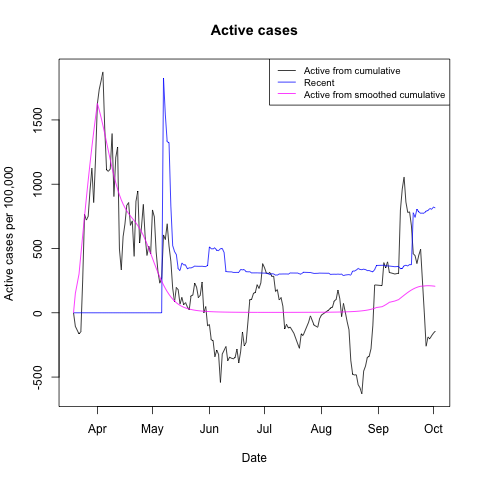 Active cases
Active from cumulative
Recent
Active from smoothed cumulative
Active cases per 100,000
1500
1000
500
0
-500
Apr May Jun Jul Aug Sep Oct
Date